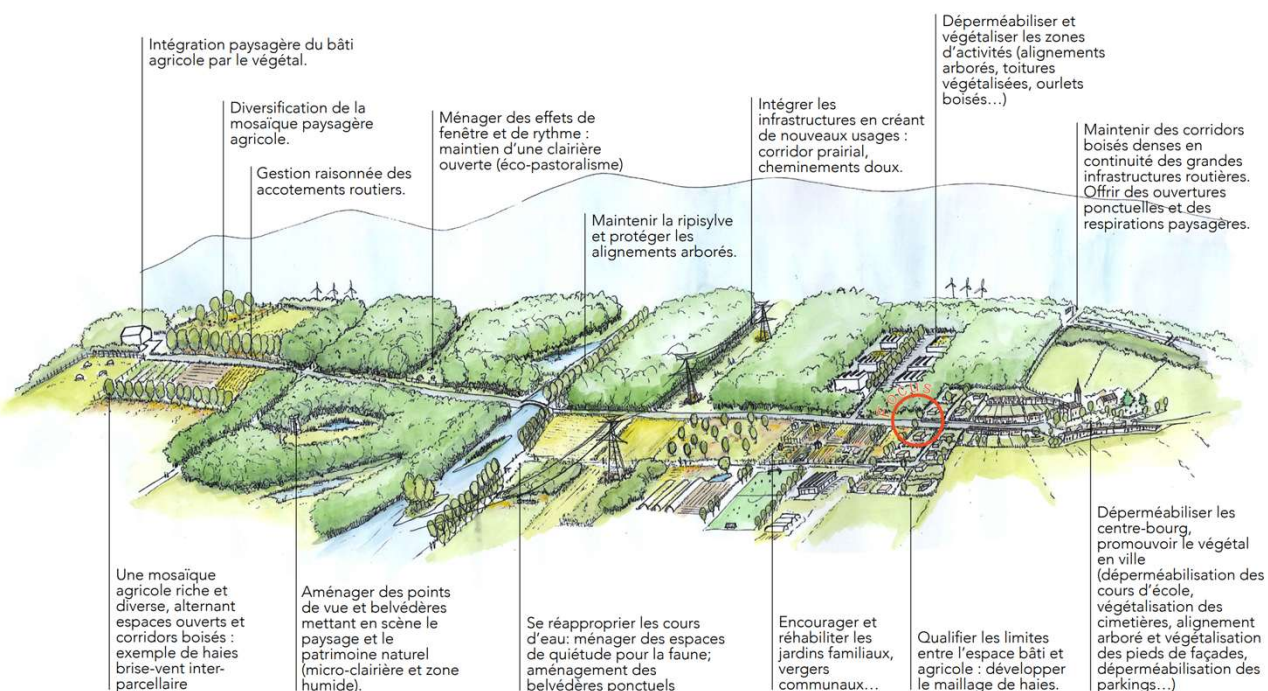 Intégration paysagère du bâti
agricole par le végétal.
Diversification de la
mosaïque paysagère
agricole.
Gestion raisonnée des
accotements routiers.
Ménager des effets de
fenêtre et de rythme :
maintien d'une clairière
ouverte (éco-pastoralisme)
Maintenir la ripisylve
et protéger les
alignements arborés.
Intégrer les
infrastructures en créant
de nouveaux usages :
corridor prairial,
cheminements doux.
Déperméabiliser et
végétaliser les zones
d'activités (alignements
arborés, toitures
végétalisées, ourlets
boisés…)
Maintenir des corridors
boisés denses en
continuité des grandes
infrastructures routières.
Offrir des ouvertures
ponctuelles et des
respirations paysagères.
Une mosaïque
agricole riche et
diverse, alternant
espaces ouverts et
corridors boisés :
exemple de haies
brise-vent inter-
parcellaire
Aménager des points
de vue et belvédères
mettant en scène le
paysage et le
patrimoine naturel
(micro-clairière et zone
humide).
Se réapproprier les cours
d'eau: ménager des espaces
de quiétude pour la faune;
aménagement des
belvédères ponctuels
Encourager et
réhabiliter les
jardins familiaux,
vergers
communaux…
Qualifier les limites
entre l'espace bâti et
agricole : développer
le maillage de haies.
Déperméabiliser les
centre-bourg,
promouvoir le végétal
en ville
(déperméabilisation des
cours d'école,
végétalisation des
cimetières, alignement
arboré et végétalisation
des pieds de façades,
déperméabilisation des
parkings…)